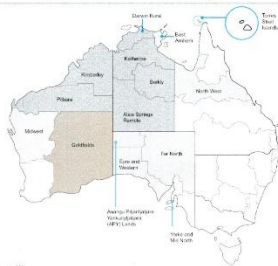 Darwin Rural
East
Arnhem
Torres
Strait
Islands
Katherine
Kimberley
Barkly
North West
Pilbara
Alice Springs
Remote
Midwest
Goldfields
Eyre and
Western
Far North
Anangu Pitjantjatjara
Yankunytjatjara
(APY) Lands
Yorke and
Mid North